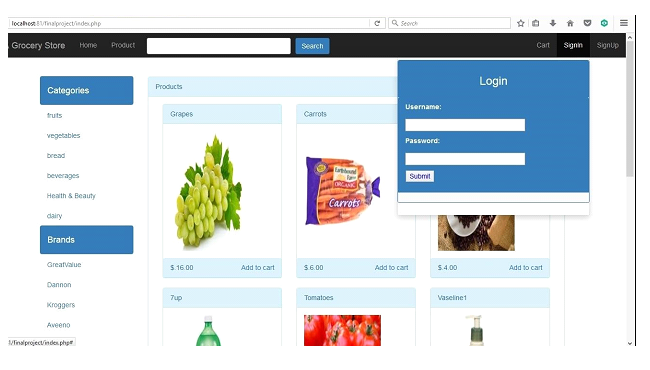 localhost:81/finalproject/index.php
Search
Grocery Store Home Product Search Cart SignIn SignUp
Categories
fruits
vegetables
bread
beverages
Health & Beauty
dairy
Brands
GreatValue
Dannon
Kroggers
Aveeno
Products
Grapes
Carrots
Earthbound Farm
ORGANIC
Carrots
$ 16.00 Add to cart
$ 6.00 Add to cart
$ 4.00 Add to cart
7up
Tomatoes
Vaseline1
Login
Username:
Password:
Submit
1/finalproject/index.php#